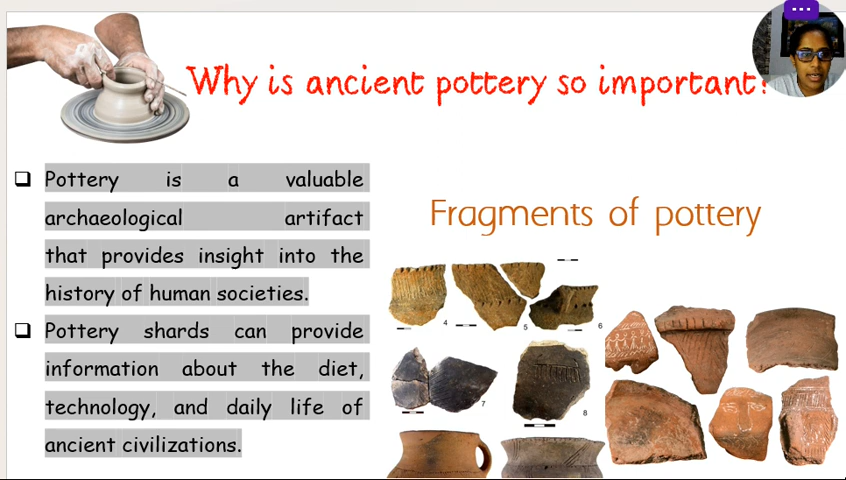 Why is ancient pottery so important?
Pottery is a valuable
archaeological artifact
that provides insight into the
history of human societies.
Pottery shards can provide
information about the diet,
technology, and daily life of
ancient civilizations.
Fragments of pottery
4
5
6
7
8